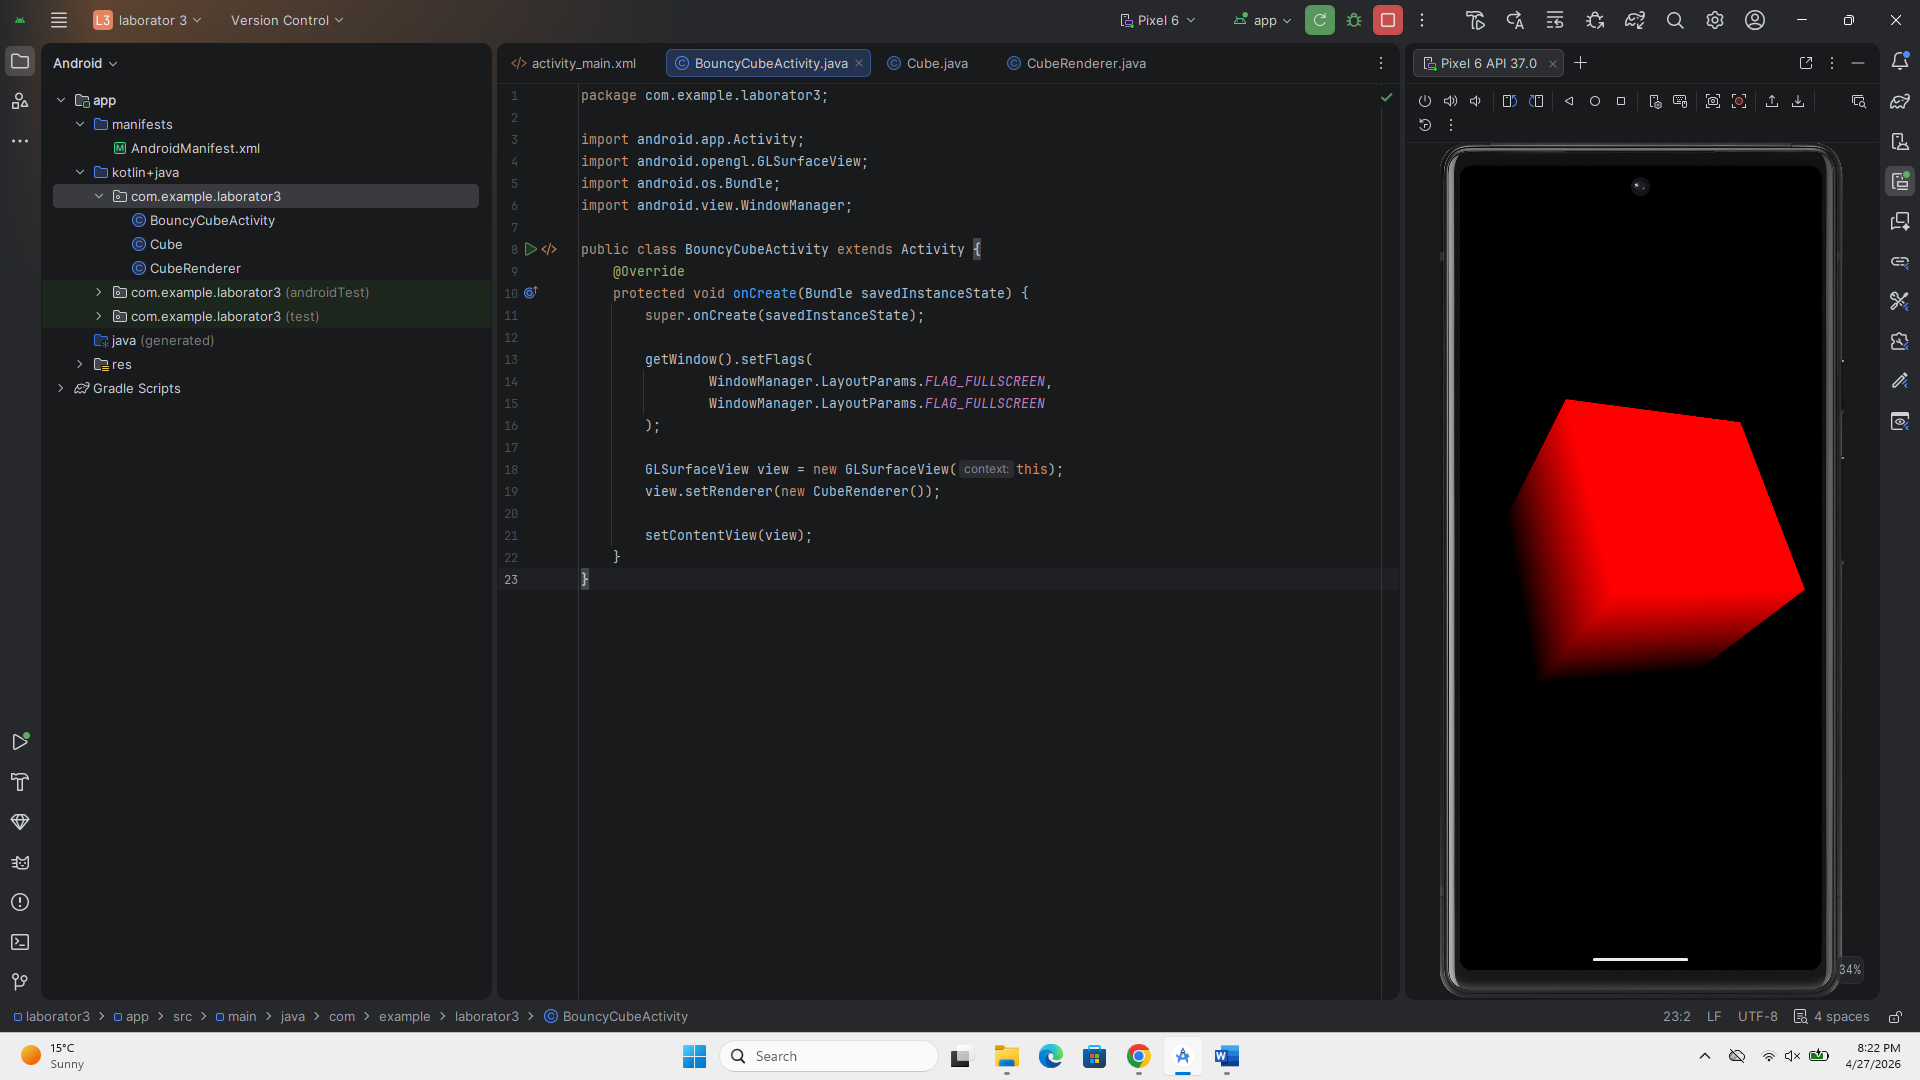 L3 laborator 3
Version Control
Pixel 6
app
Android
app
manifests
AndroidManifest.xml
kotlin+java
com.example.laborator3
BouncyCubeActivity
Cube
CubeRenderer
com.example.laborator3 (androidTest)
com.example.laborator3 (test)
java (generated)
res
Gradle Scripts
activity_main.xml
BouncyCubeActivity.java
Cube.java
CubeRenderer.java
1 package com.example.laborator3;
2
3 import android.app.Activity;
4 import android.opengl.GLSurfaceView;
5 import android.os.Bundle;
6 import android.view.WindowManager;
7
8 public class BouncyCubeActivity extends Activity {
9 @Override
10 protected void onCreate(Bundle savedInstanceState) {
11 super.onCreate(savedInstanceState);
12
13 getWindow().setFlags(
14 WindowManager.LayoutParams.FLAG_FULLSCREEN,
15 WindowManager.LayoutParams.FLAG_FULLSCREEN
16 );
17
18 GLSurfaceView view = new GLSurfaceView( context: this);
19 view.setRenderer(new CubeRenderer());
20
21 setContentView(view);
22 }
23 }
Pixel 6 API 37.0
34%
laborator3 > app > src > main > java > com > example > laborator3 > BouncyCubeActivity
23:2 LF UTF-8 4 spaces
15°C
Sunny
Search
8:22 PM
4/27/2026